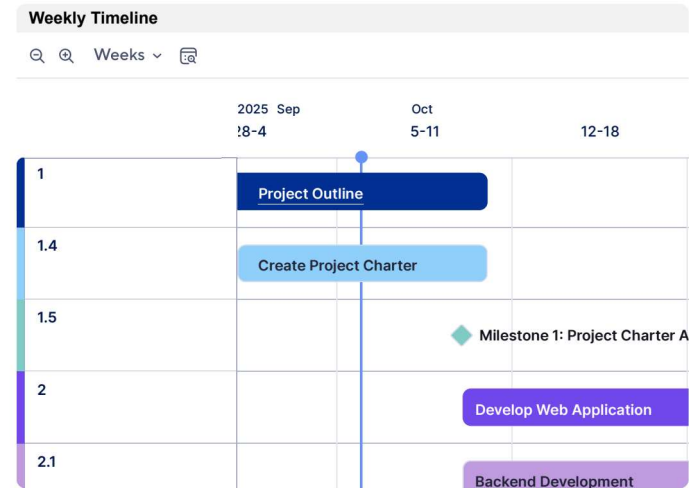 Weekly Timeline
Weeks
2025 Sep Oct
28-4 5-11 12-18
1
Project Outline
1.4
Create Project Charter
1.5
Milestone 1: Project Charter A
2
Develop Web Application
2.1
Backend Development